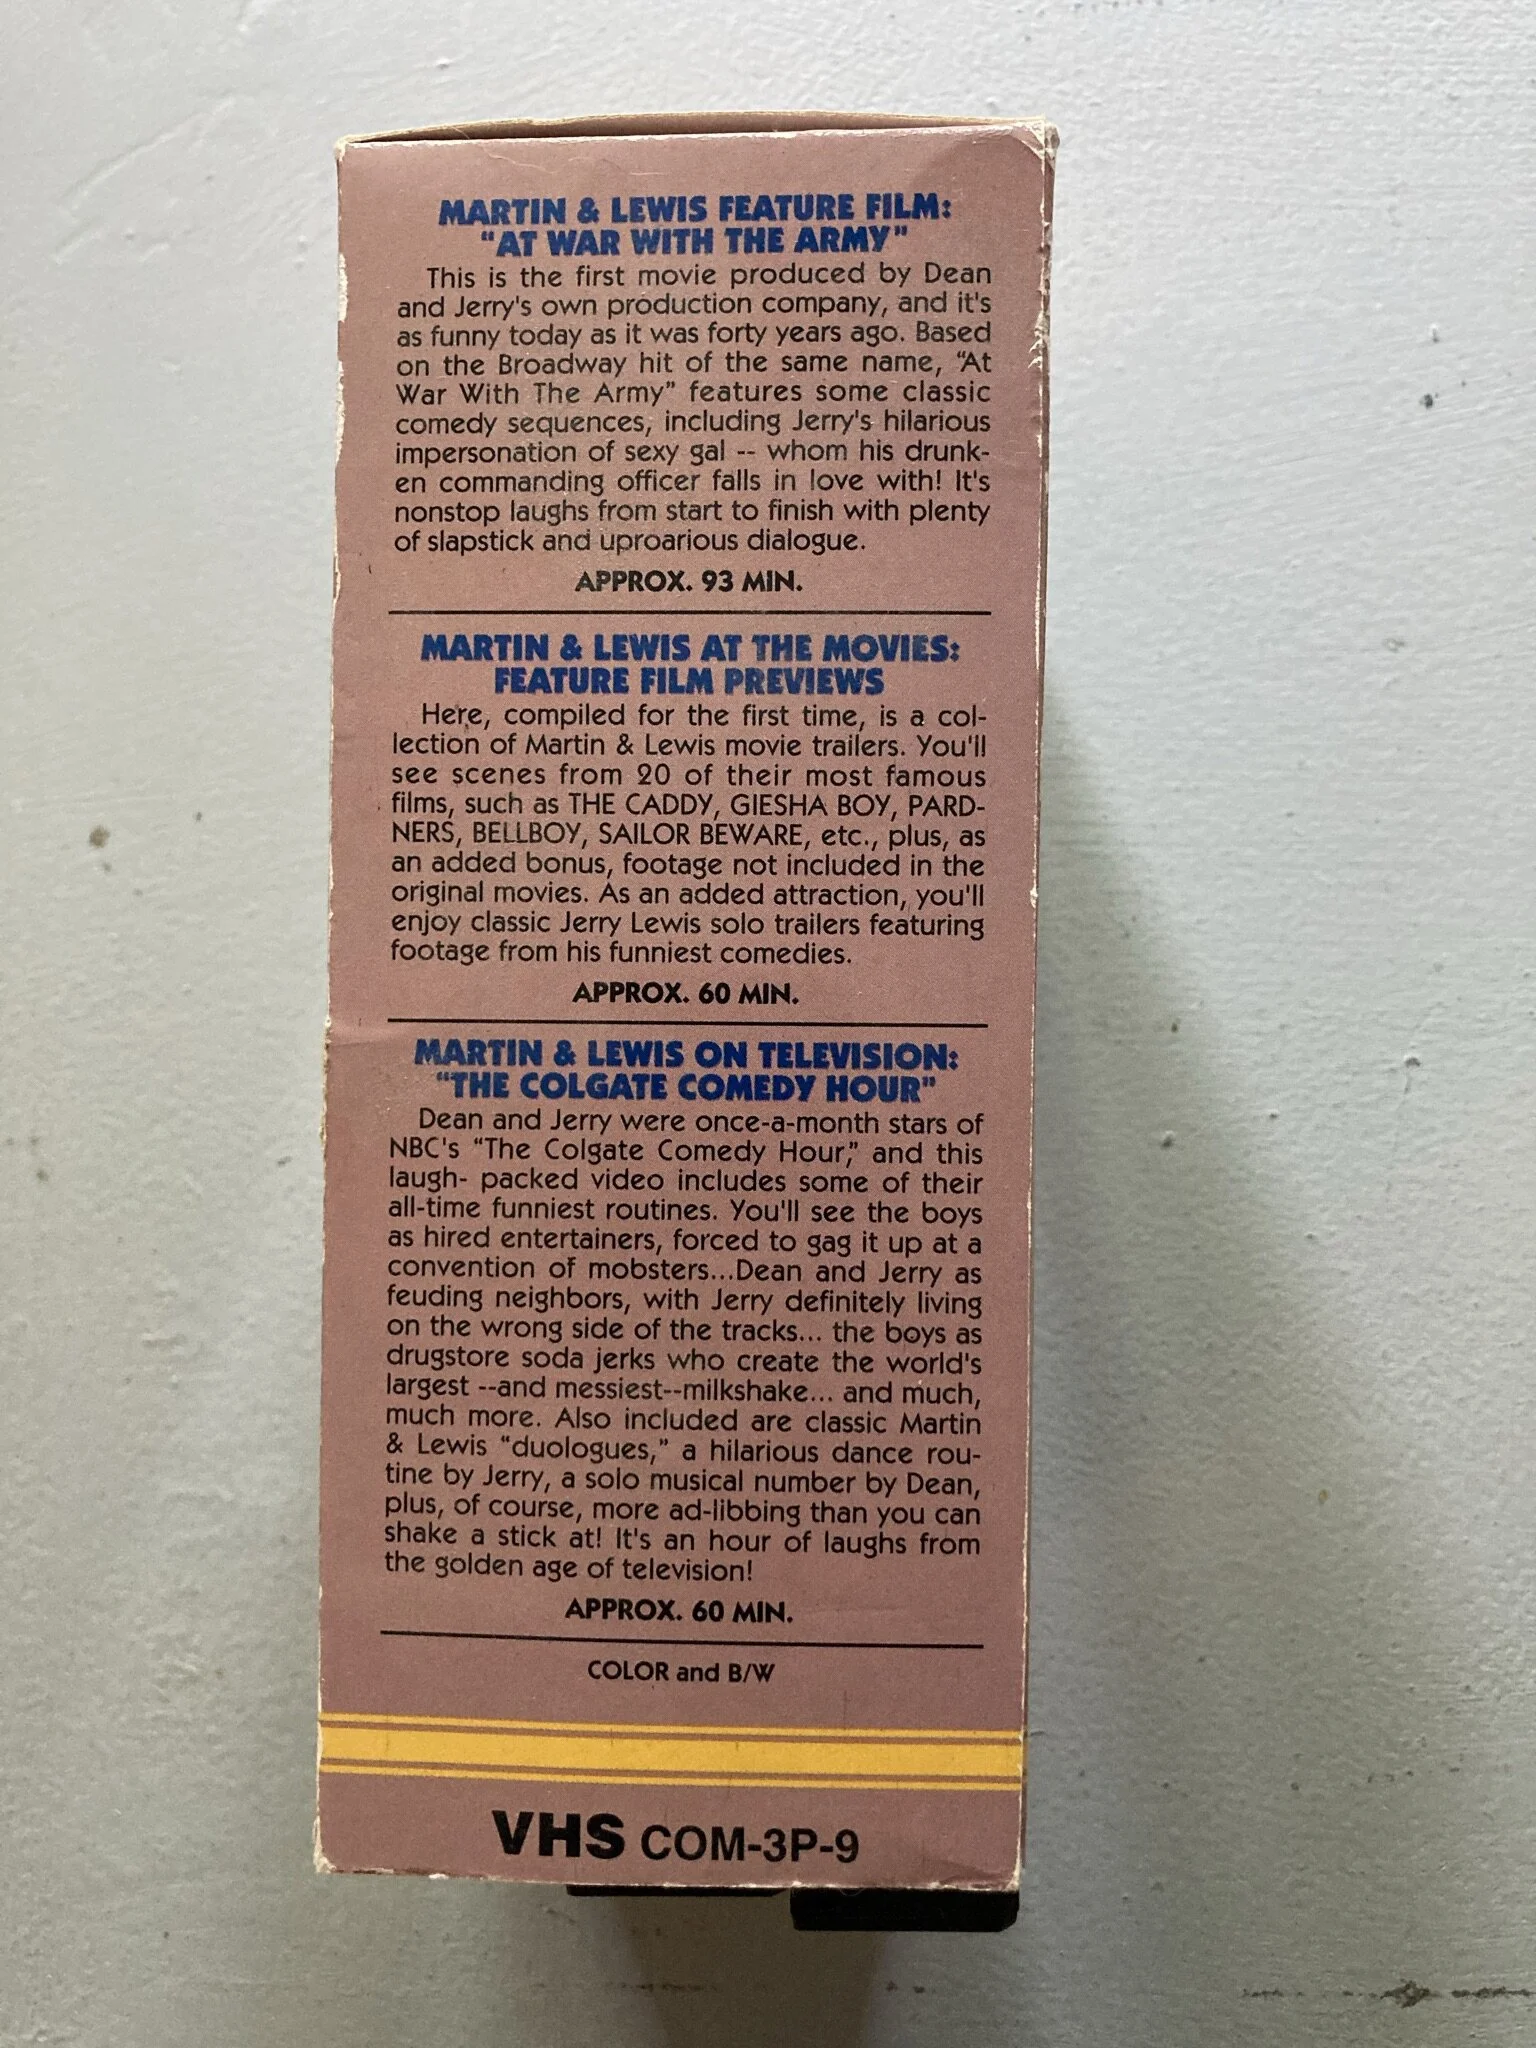 MARTIN & LEWIS FEATURE FILM:
"AT WAR WITH THE ARMY"
This is the first movie produced by Dean
and Jerry's own production company, and it's
as funny today as it was forty years ago. Based
on the Broadway hit of the same name, "At
War With The Army" features some classic
comedy sequences, including Jerry's hilarious
impersonation of sexy gal -- whom his drunk-
en commanding officer falls in love with! It's
nonstop laughs from start to finish with plenty
of slapstick and uproarious dialogue.
APPROX. 93 MIN.
MARTIN & LEWIS AT THE MOVIES:
FEATURE FILM PREVIEWS
Here, compiled for the first time, is a col-
lection of Martin & Lewis movie trailers. You'll
see scenes from 20 of their most famous
films, such as THE CADDY, GIESHA BOY, PARD-
NERS, BELLBOY, SAILOR BEWARE, etc., plus, as
an added bonus, footage not included in the
original movies. As an added attraction, you'll
enjoy classic Jerry Lewis solo trailers featuring
footage from his funniest comedies.
APPROX. 60 MIN.
MARTIN & LEWIS ON TELEVISION:
"THE COLGATE COMEDY HOUR"
Dean and Jerry were once-a-month stars of
NBC's "The Colgate Comedy Hour," and this
laugh- packed video includes some of their
all-time funniest routines. You'll see the boys
as hired entertainers, forced to gag it up at a
convention of mobsters...Dean and Jerry as
feuding neighbors, with Jerry definitely living
on the wrong side of the tracks... the boys as
drugstore soda jerks who create the world's
largest --and messiest--milkshake... and much,
much more. Also included are classic Martin
& Lewis "duologues," a hilarious dance rou-
tine by Jerry, a solo musical number by Dean,
plus, of course, more ad-libbing than you can
shake a stick at! It's an hour of laughs from
the golden age of television!
APPROX. 60 MIN.
COLOR and B/W
VHS COM-3P-9